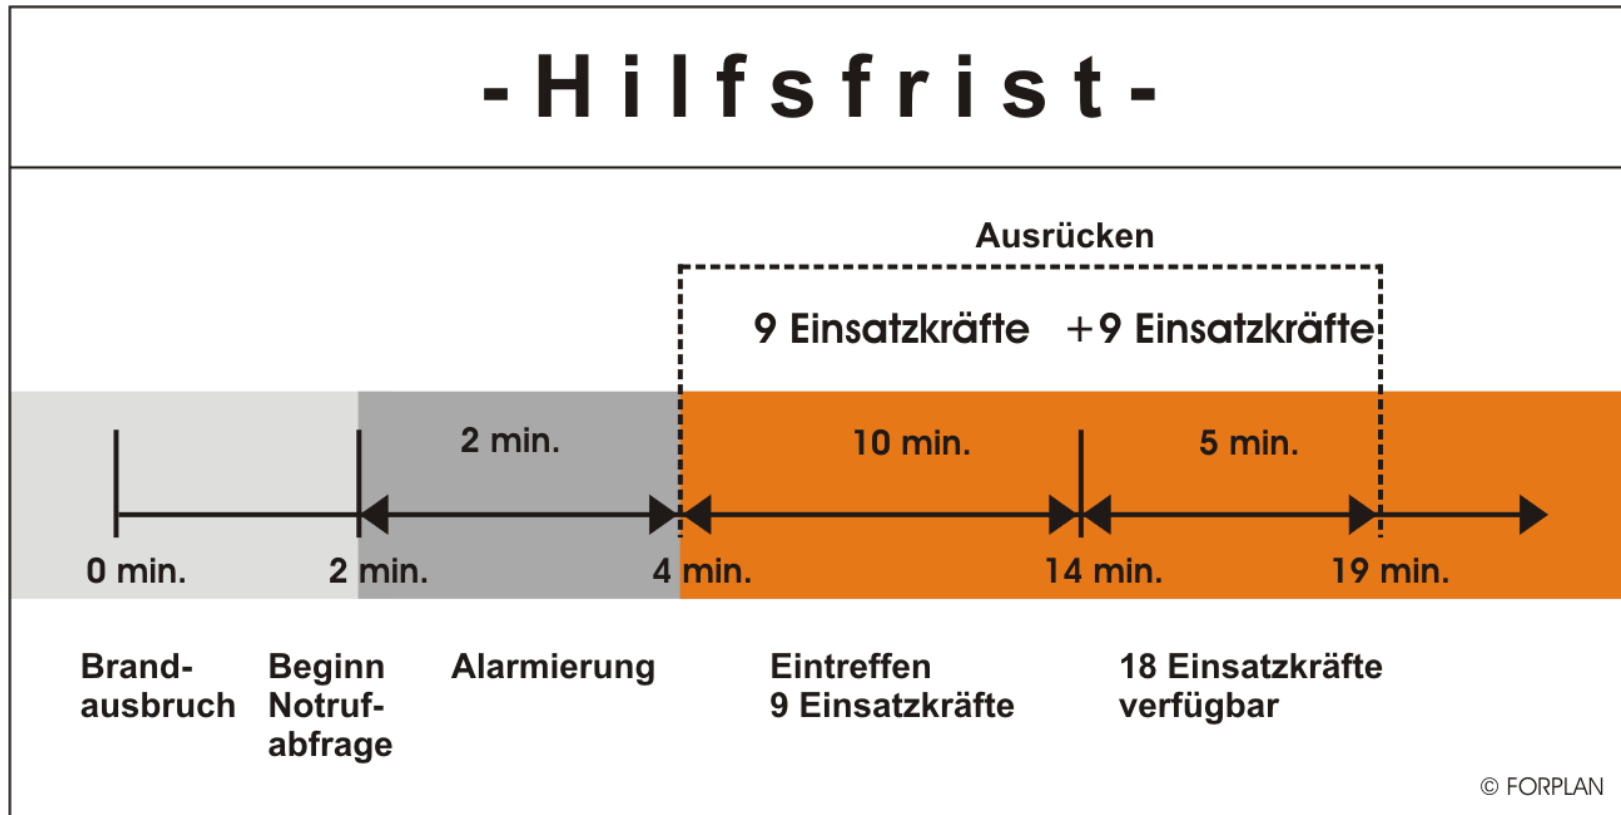 - H i l f s f r i s t -
Ausrücken
9 Einsatzkräfte +9 Einsatzkräfte
2 min. 10 min. 5 min.
0 min. 2 min. 4 min. 14 min. 19 min.
Brand-
ausbruch
Beginn
Notruf-
abfrage
Alarmierung
Eintreffen
9 Einsatzkräfte
18 Einsatzkräfte
verfügbar
© FORPLAN